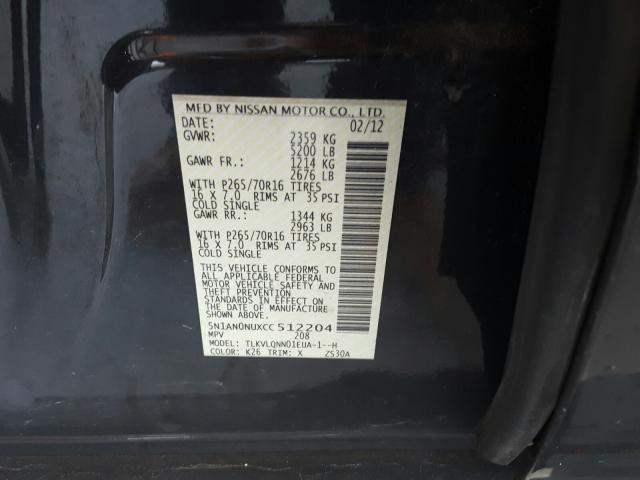 MFD BY NISSAN MOTOR CO., LTD.
DATE: 02/12
GVWR: 2359 KG
5200 LB
GAWR FR.: 1214 KG
2676 LB
WITH P265/70R16 TIRES
16 X 7.0 RIMS AT 35 PSI
COLD SINGLE
GAWR RR.: 1344 KG
2963 LB
WITH P265/70R16 TIRES
16 X 7.0 RIMS AT 35 PSI
COLD SINGLE
THIS VEHICLE CONFORMS TO
ALL APPLICABLE FEDERAL
MOTOR VEHICLE SAFETY AND
THEFT PREVENTION
STANDARDS IN EFFECT ON
THE DATE OF MANUFACTURE
SHOWN ABOVE
5N1AN0NUXCC512204
MPV 208
MODEL: TLKVLQNN01EUA-1--H
COLOR: K26 TRIM: X ZS30A